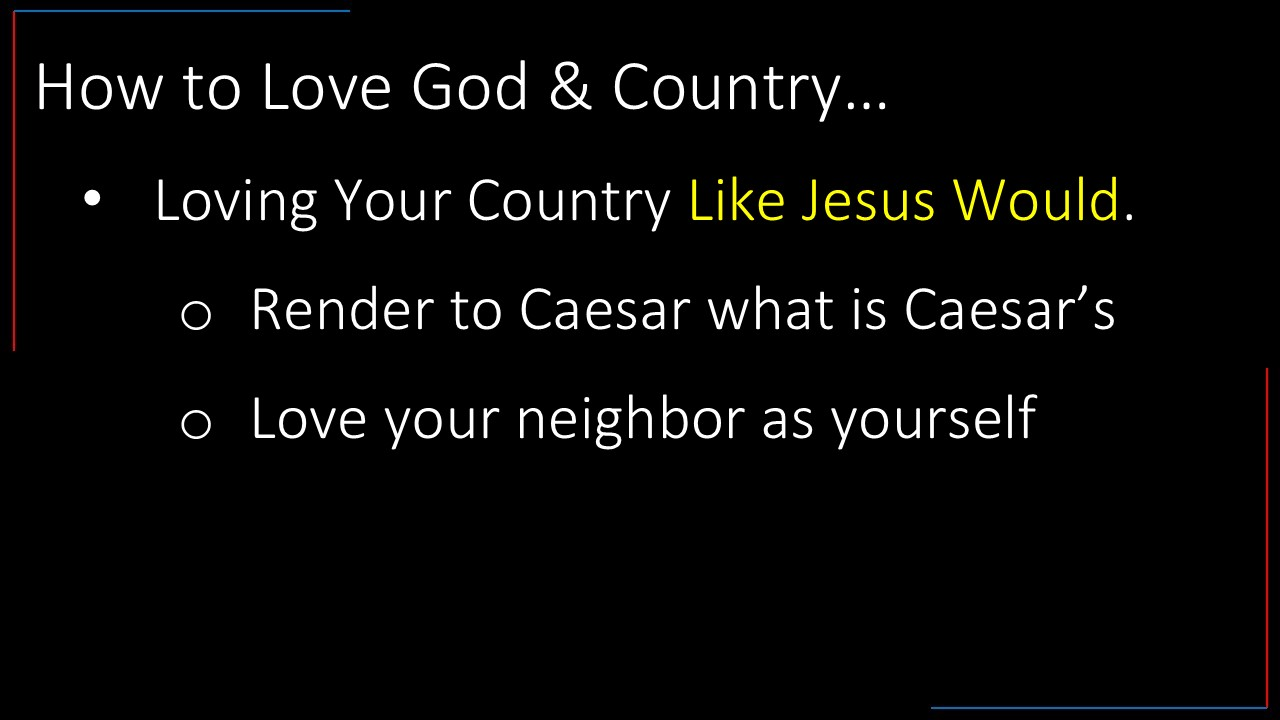 How to Love God & Country…
• Loving Your Country Like Jesus Would.
o Render to Caesar what is Caesar’s
o Love your neighbor as yourself